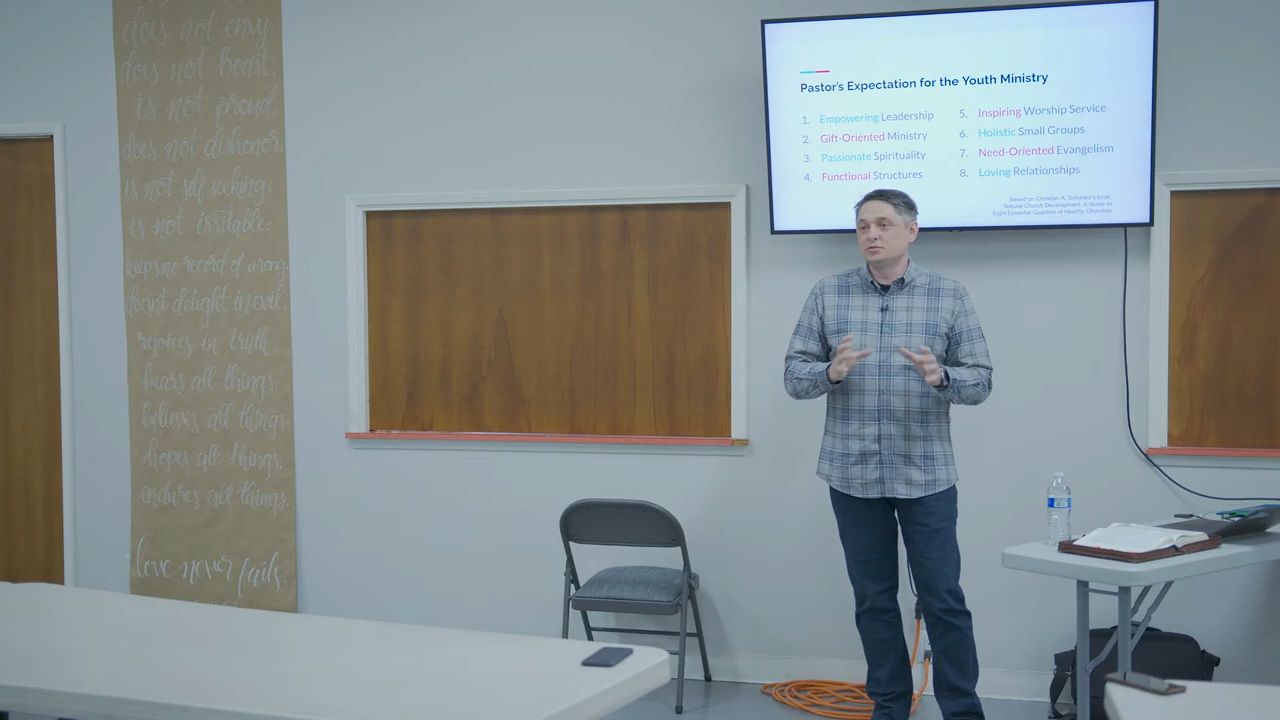 does not envy
does not boast.
is not proud.
does not dishonor.
is not self-seeking.
is not irritable.
keeps no record of wrong.
doesn't delight in evil.
rejoices in truth.
bears all things.
believes all things.
hopes all things.
endures all things.
love never fails
Pastor's Expectation for the Youth Ministry
1. Empowering Leadership
2. Gift-Oriented Ministry
3. Passionate Spirituality
4. Functional Structures
5. Inspiring Worship Service
6. Holistic Small Groups
7. Need-Oriented Evangelism
8. Loving Relationships
Based on Christian A. Schwarz's book:
Natural Church Development: A Guide to
Eight Essential Qualities of Healthy Churches